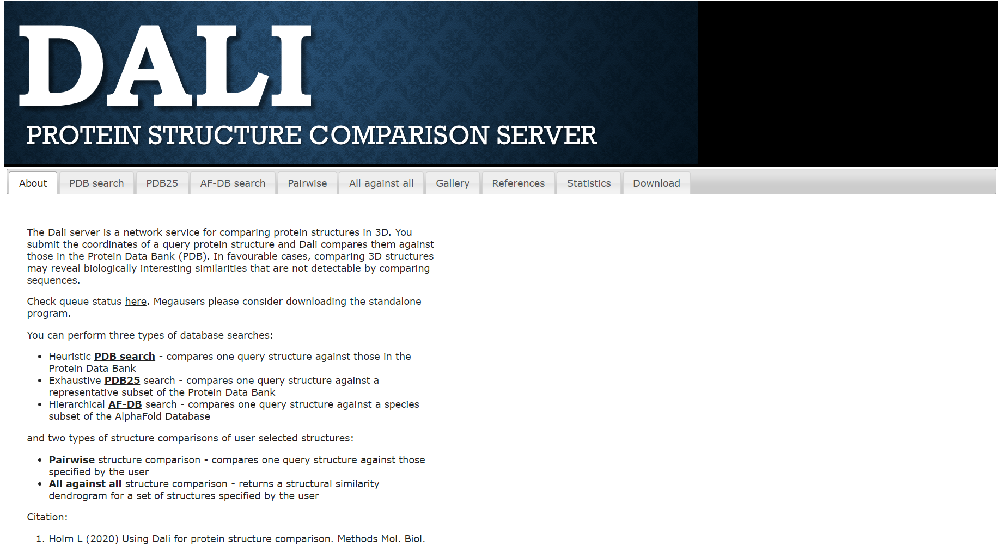 DALI
PROTEIN STRUCTURE COMPARISON SERVER
About PDB search PDB25 AF-DB search Pairwise All against all Gallery References Statistics Download
The Dali server is a network service for comparing protein structures in 3D. You
submit the coordinates of a query protein structure and Dali compares them against
those in the Protein Data Bank (PDB). In favourable cases, comparing 3D structures
may reveal biologically interesting similarities that are not detectable by comparing
sequences.
Check queue status here. Megausers please consider downloading the standalone
program.
You can perform three types of database searches:
• Heuristic PDB search - compares one query structure against those in the
Protein Data Bank
• Exhaustive PDB25 search - compares one query structure against a
representative subset of the Protein Data Bank
• Hierarchical AF-DB search - compares one query structure against a species
subset of the AlphaFold Database
and two types of structure comparisons of user selected structures:
• Pairwise structure comparison - compares one query structure against those
specified by the user
• All against all structure comparison - returns a structural similarity
dendrogram for a set of structures specified by the user
Citation:
1. Holm L (2020) Using Dali for protein structure comparison. Methods Mol. Biol.